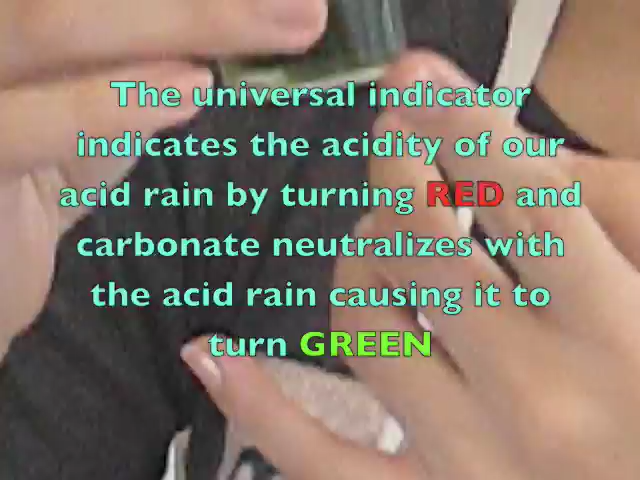 The universal indicator
indicates the acidity of our
acid rain by turning RED and
carbonate neutralizes with
the acid rain causing it to
turn GREEN